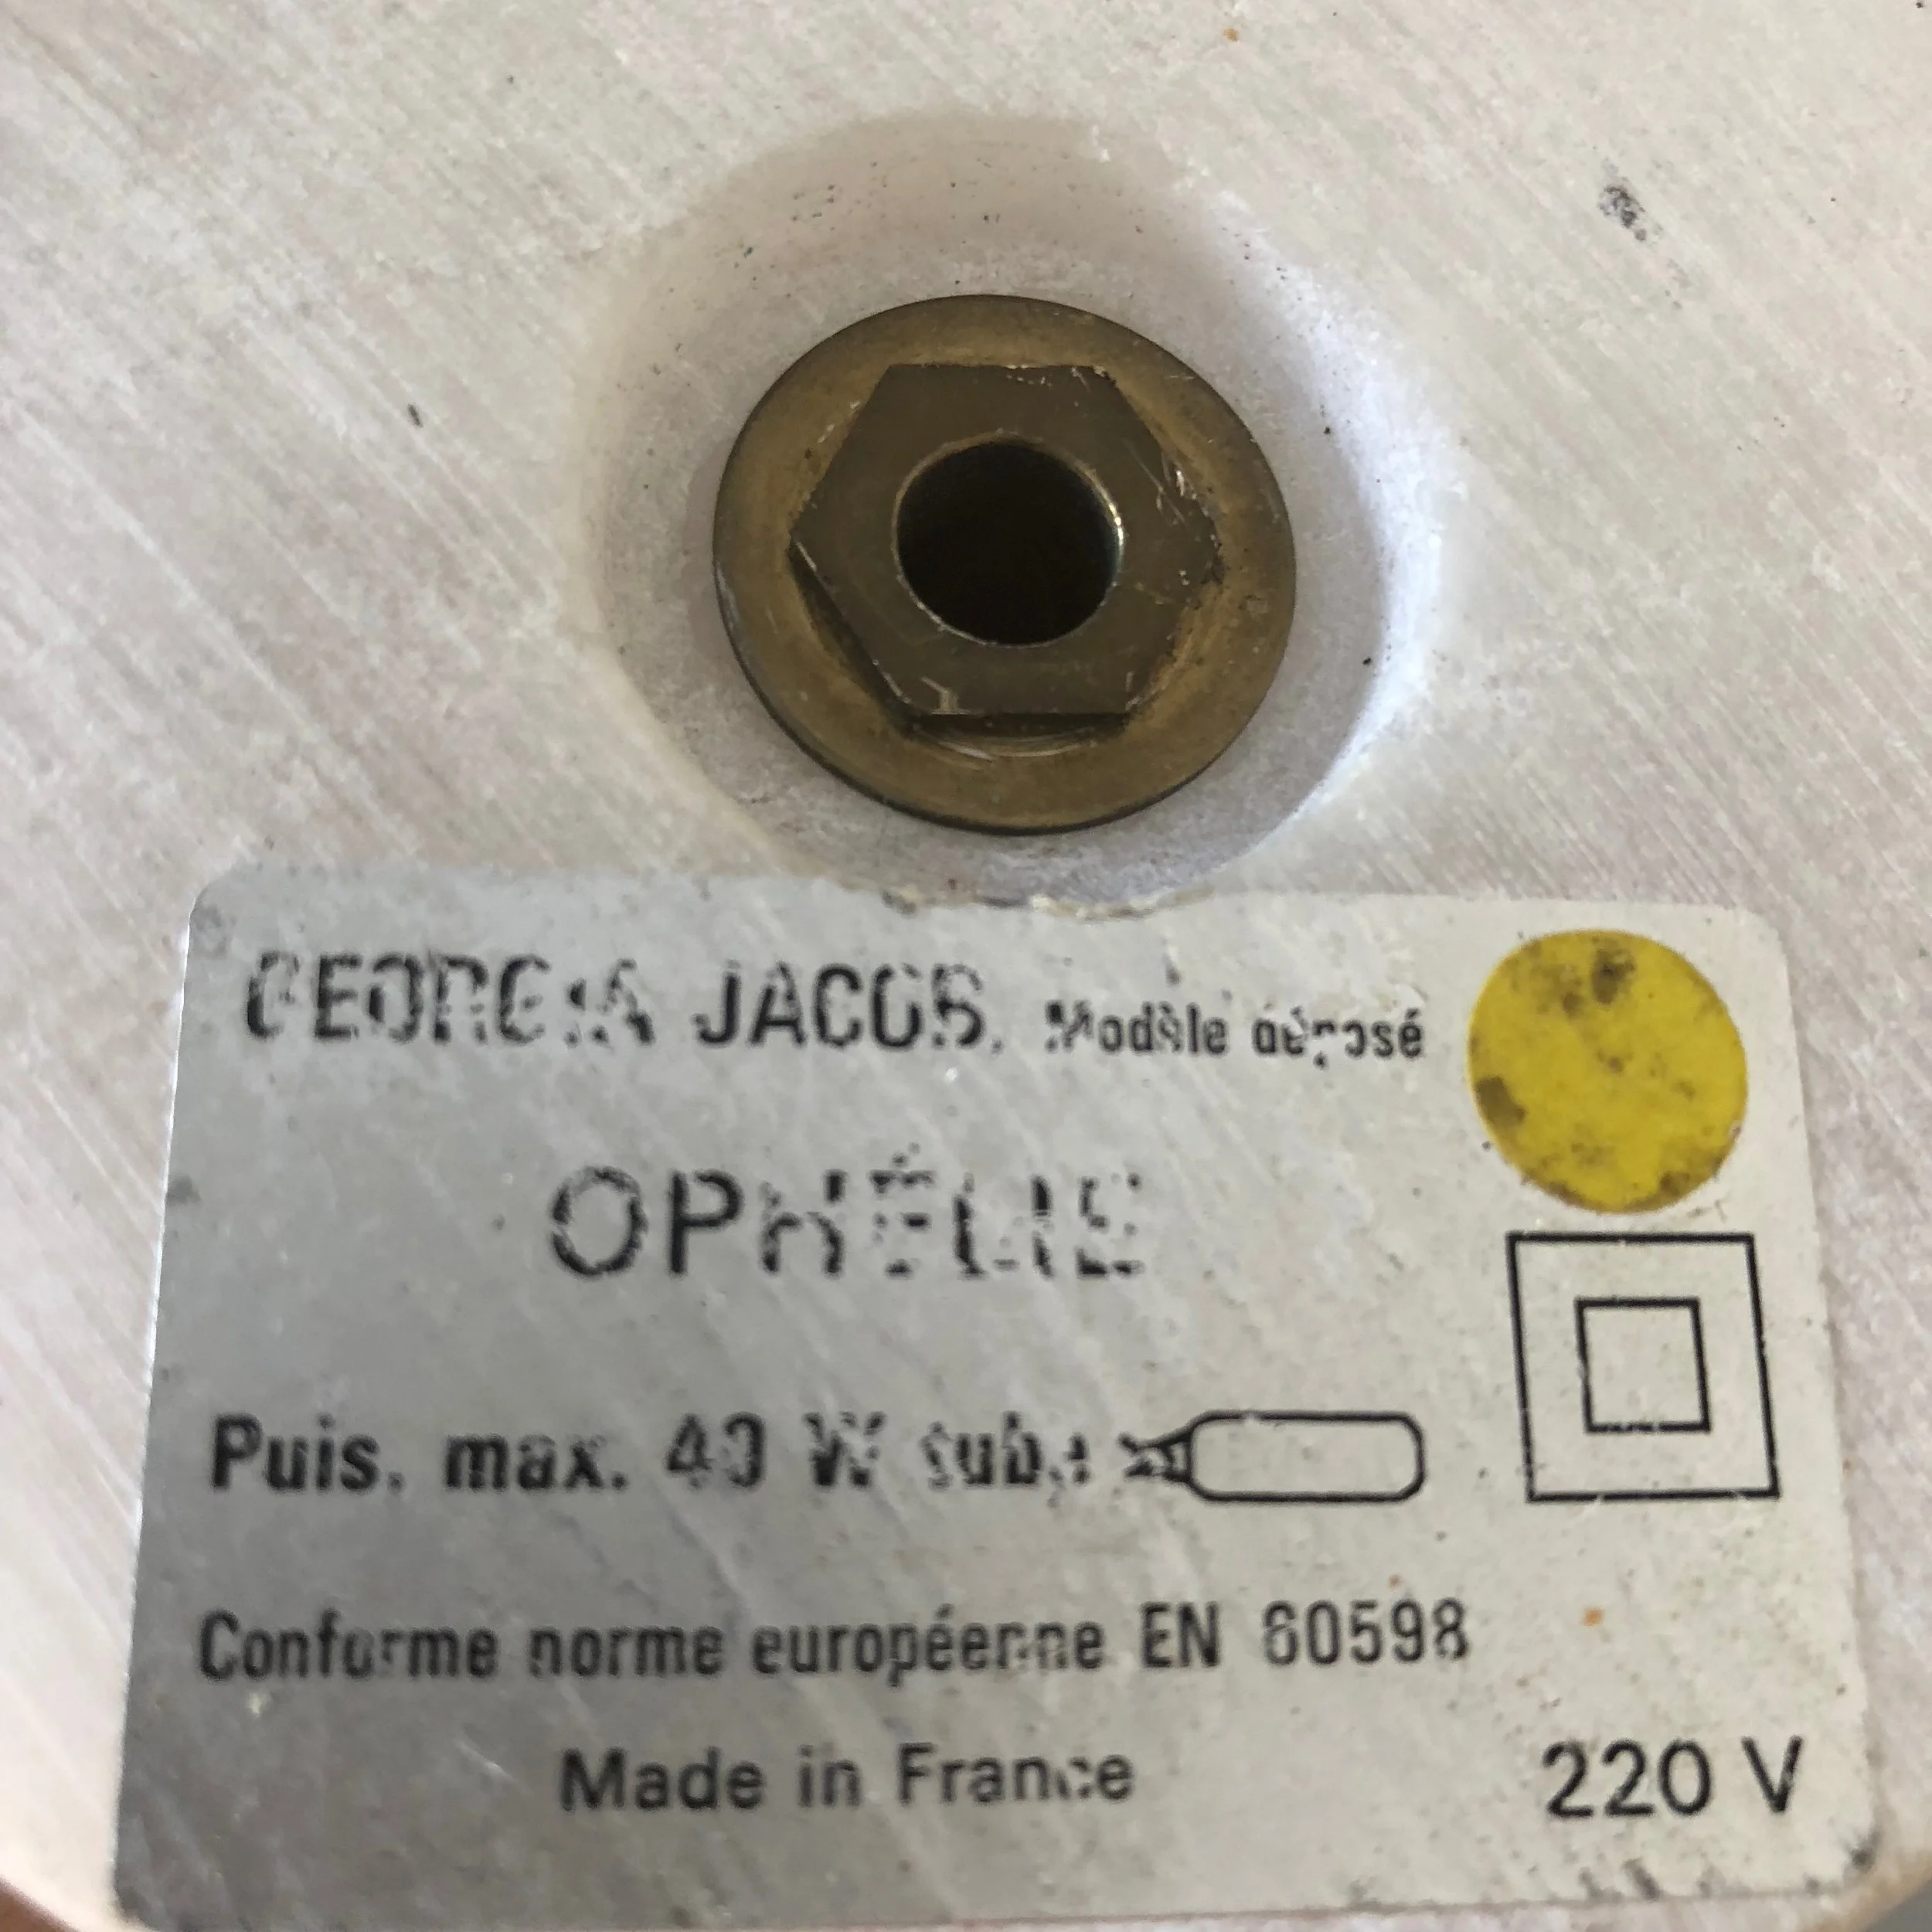 GEORGIA JACOB. Modèle déposé
OPHÉLIE
Puis. max. 40 W tube
Conforme norme européenne EN 60598
Made in France 220 V